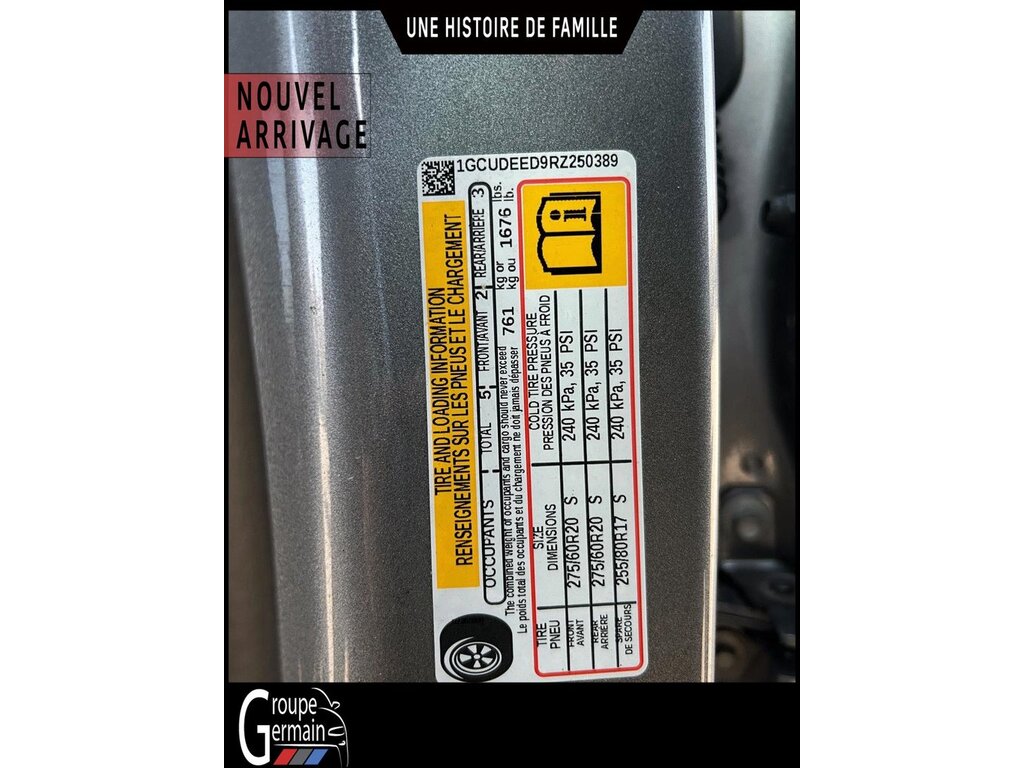 UNE HISTOIRE DE FAMILLE
NOUVEL
ARRIVAGE
1GCUDEED9RZ250389
TIRE AND LOADING INFORMATION
RENSEIGNEMENTS SUR LES PNEUS ET LE CHARGEMENT
OCCUPANTS TOTAL 5 FRONT/AVANT 2 REAR/ARRIÈRE 3
The combined weight of occupants and cargo should never exceed 761 kg or 1676 lbs.
Le poids total des occupants et du chargement ne doit jamais dépasser 761 kg ou 1676 lb.
TIRE SIZE COLD TIRE PRESSURE
PNEU DIMENSIONS PRESSION DES PNEUS À FROID
FRONT
AVANT
275/60R20 S 240 kPa, 35 PSI
REAR
ARRIÈRE
275/60R20 S 240 kPa, 35 PSI
SPARE
DE SECOURS
255/80R17 S 240 kPa, 35 PSI
Groupe
Germain